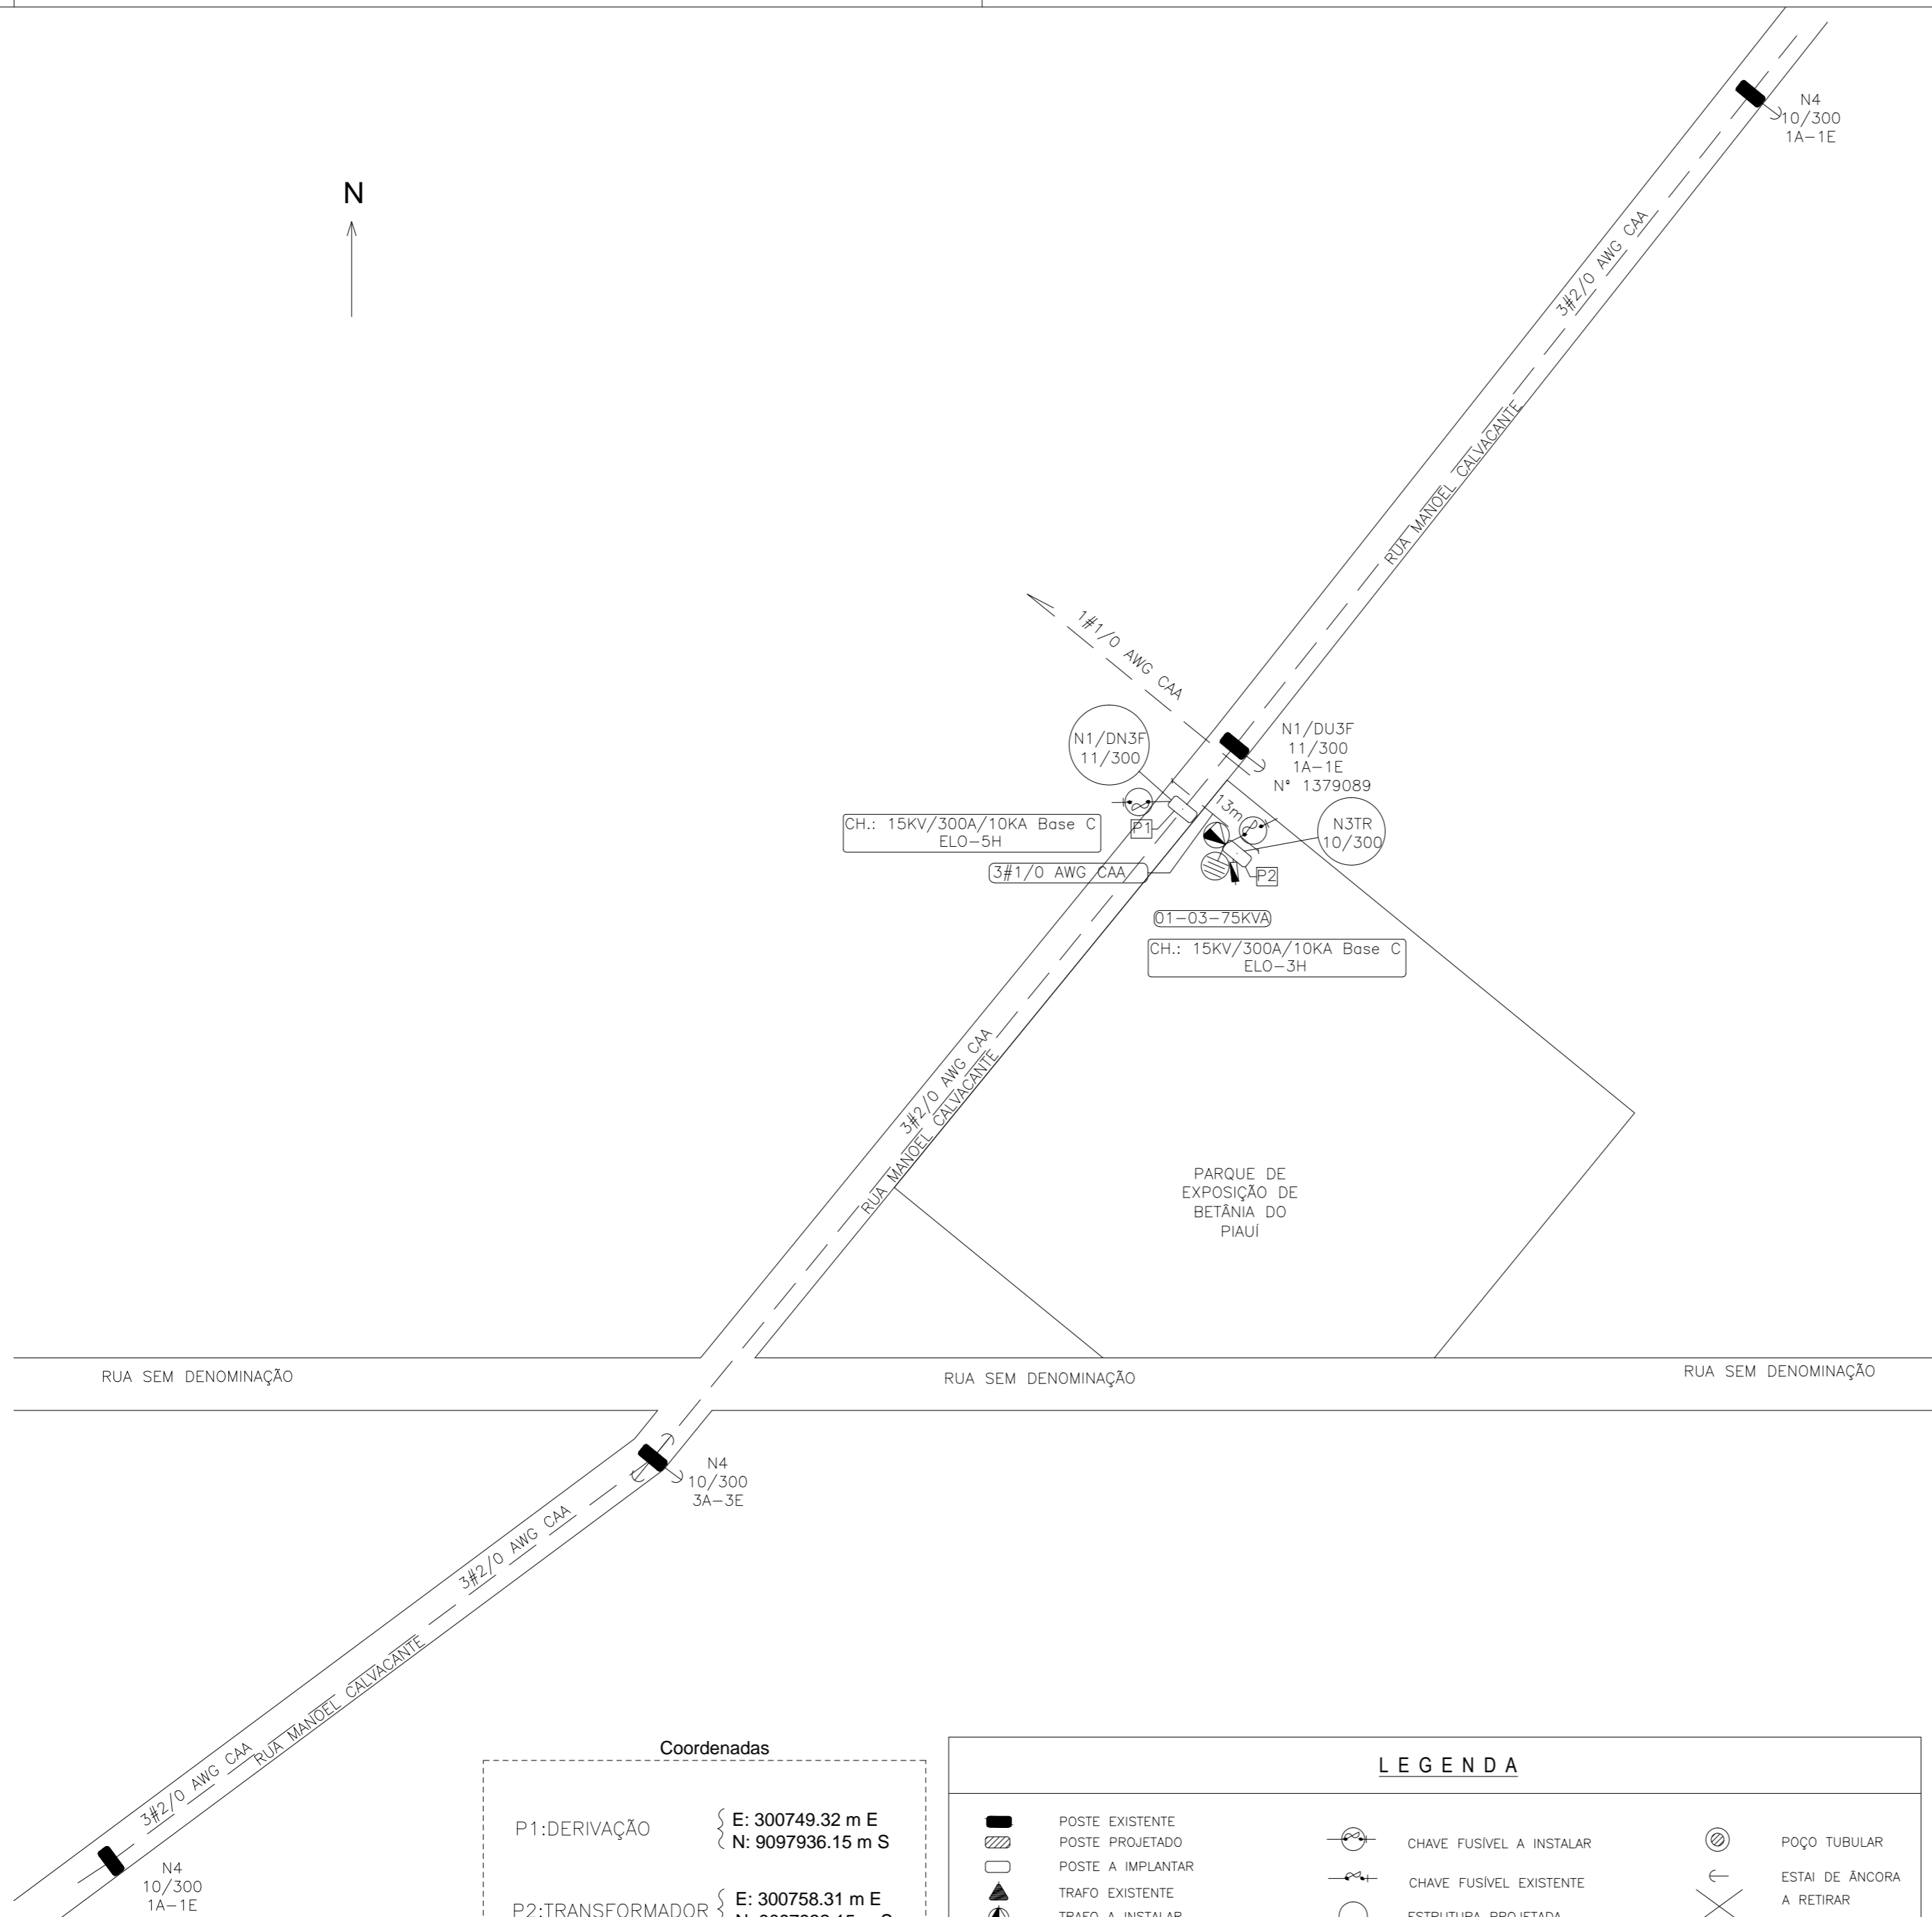 N
N4
10/300
1A-1E
3#2/0 AWG CAA
RUA MANOEL CALVACANTE
1#1/0 AWG CAA
N1/DN3F
11/300
N1/DU3F
11/300
1A-1E
N° 1379089
13m
CH.: 15KV/300A/10KA Base C
ELO-5H
P1
N3TR
10/300
3#1/0 AWG CAA
P2
01-03-75KVA
CH.: 15KV/300A/10KA Base C
ELO-3H
3#2/0 AWG CAA
RUA MANOEL CALVACANTE
PARQUE DE
EXPOSIÇÃO DE
BETÂNIA DO
PIAUÍ
RUA SEM DENOMINAÇÃO
RUA SEM DENOMINAÇÃO
RUA SEM DENOMINAÇÃO
N4
10/300
3A-3E
3#2/0 AWG CAA
RUA MANOEL CALVACANTE
3#2/0 AWG CAA
N4
10/300
1A-1E
Coordenadas
P1:DERIVAÇÃO
E: 300749.32 m E
N: 9097936.15 m S
P2:TRANSFORMADOR
E: 300758.31 m E
LEGENDA
POSTE EXISTENTE
POSTE PROJETADO
POSTE A IMPLANTAR
TRAFO EXISTENTE
TRAFO A INSTALAR
CHAVE FUSÍVEL A INSTALAR
CHAVE FUSÍVEL EXISTENTE
ESTRUTURA PROJETADA
POÇO TUBULAR
ESTAI DE ÂNCORA
A RETIRAR